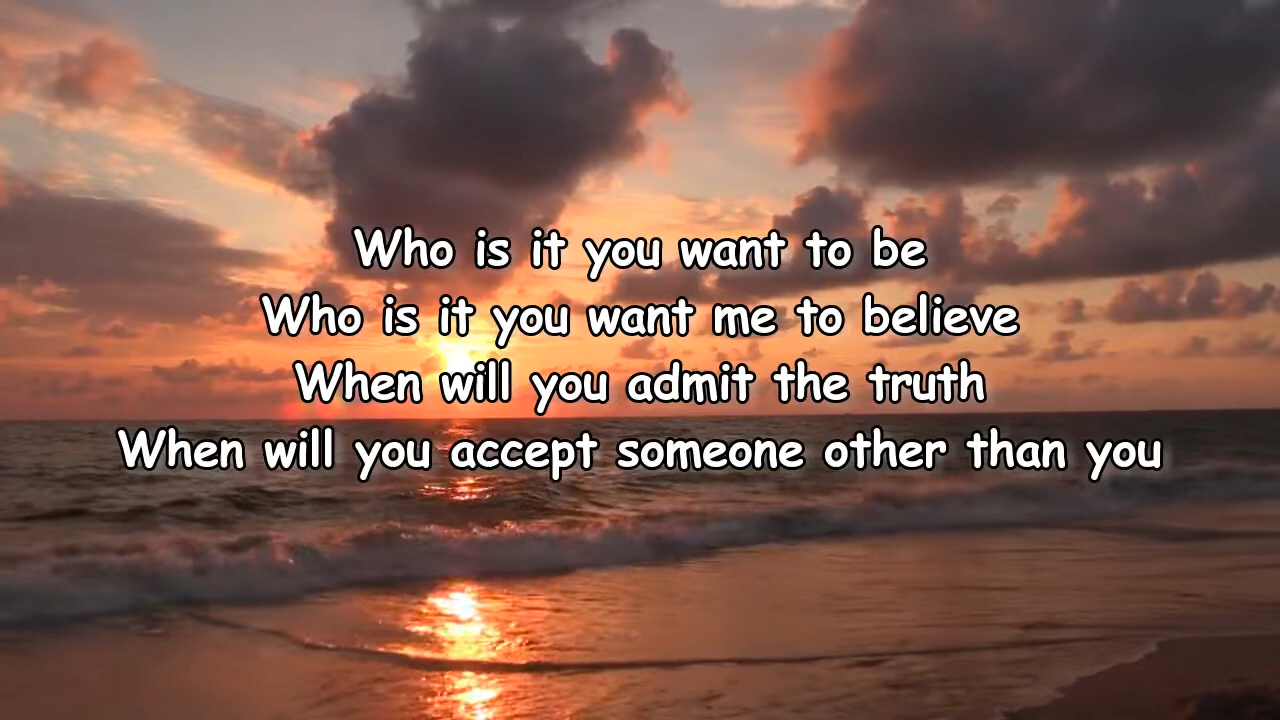 Who is it you want to be
Who is it you want me to believe
When will you admit the truth
When will you accept someone other than you